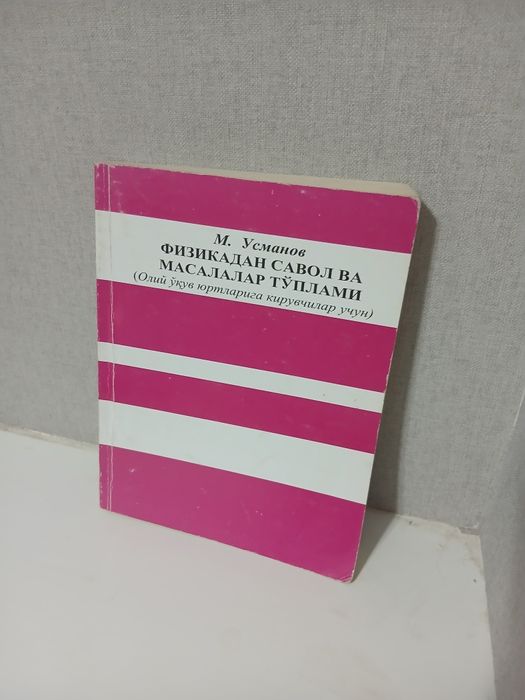 М. Усманов
ФИЗИКАДАН САВОЛ ВА
МАСАЛАЛАР ТЎПЛАМИ
(Олий ўқув юртларига кирувчилар учун)